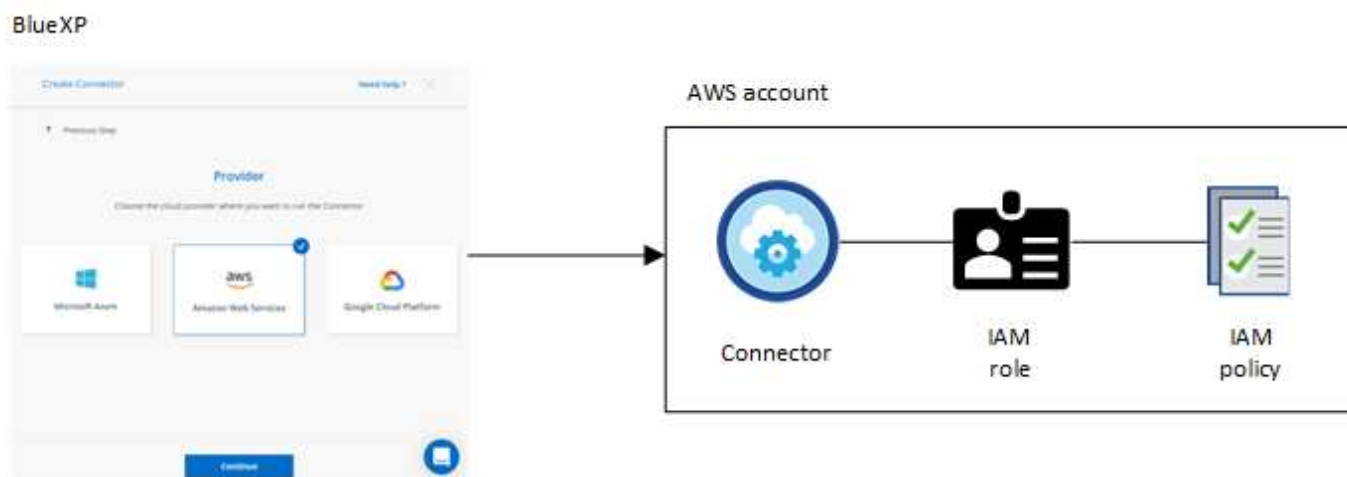 BlueXP
Create Connector
Need help?
Previous Step
Provider
Choose the cloud provider where you want to run the Connector
Microsoft Azure
aws
Amazon Web Services
Google Cloud Platform
Continue
AWS account
Connector
IAM
role
IAM
policy